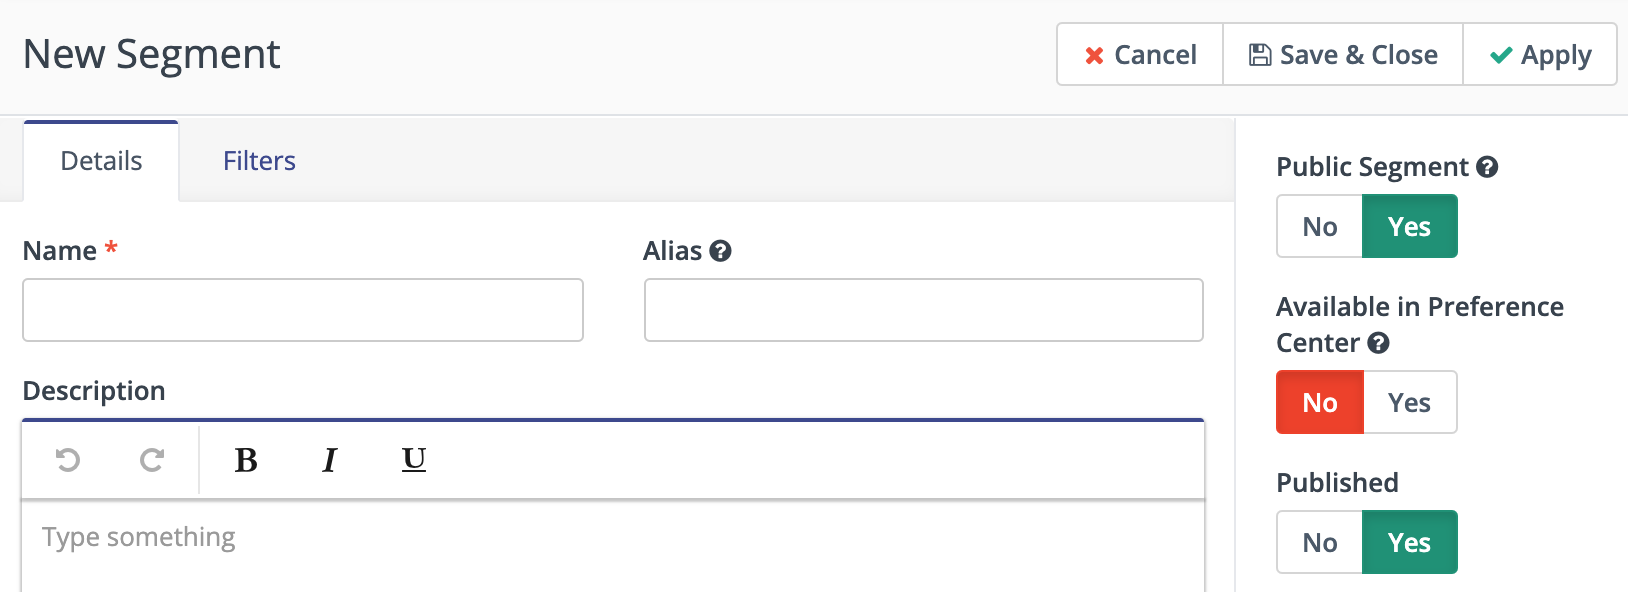 New Segment
Cancel
Save & Close
Apply
Details
Filters
Name *
Alias
Description
B I U
Type something
Public Segment
No Yes
Available in Preference
Center
No Yes
Published
No Yes